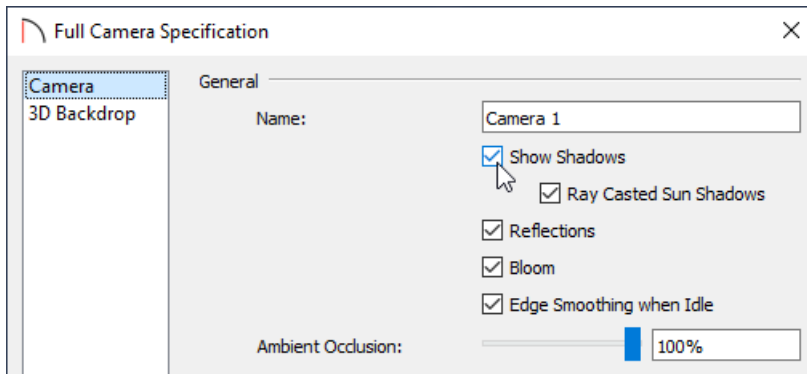 Full Camera Specification
Camera
3D Backdrop
General
Name:
Camera 1
Show Shadows
Ray Casted Sun Shadows
Reflections
Bloom
Edge Smoothing when Idle
Ambient Occlusion:
100%